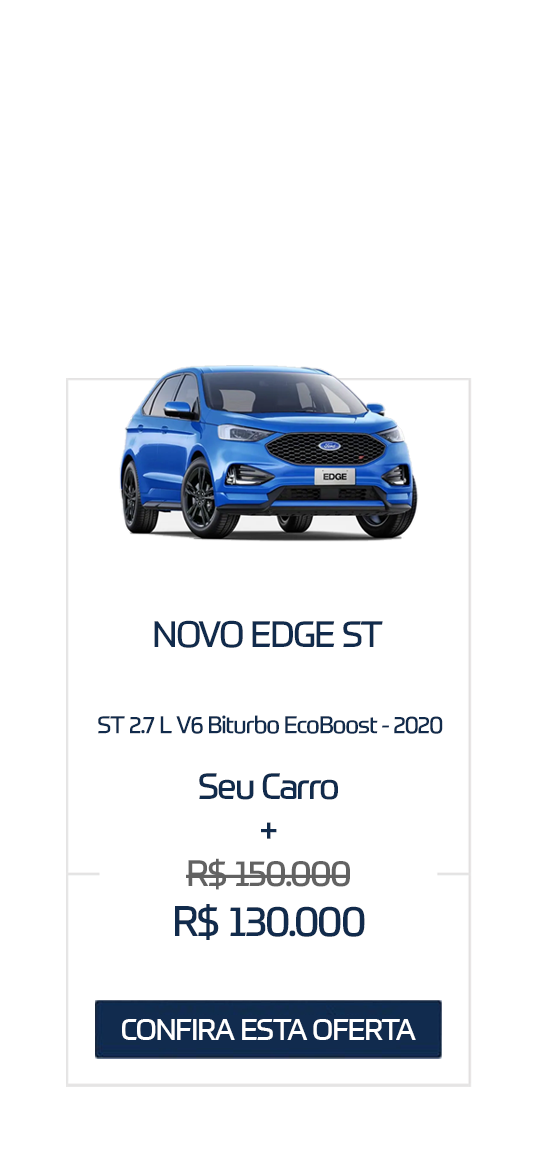 Ford
EDGE
NOVO EDGE ST
ST 2.7 L V6 Biturbo EcoBoost - 2020
Seu Carro
+
R$ 150.000
R$ 130.000
CONFIRA ESTA OFERTA